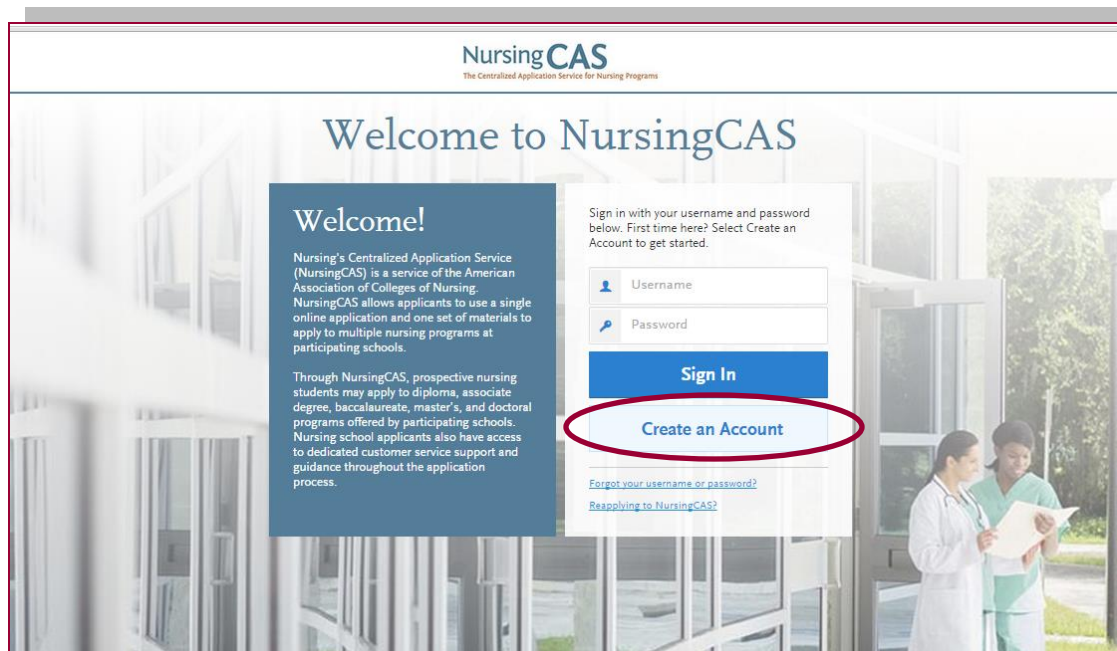 NursingCAS
The Centralized Application Service for Nursing Programs
Welcome to NursingCAS
Welcome!
Nursing's Centralized Application Service
(NursingCAS) is a service of the American
Association of Colleges of Nursing.
NursingCAS allows applicants to use a single
online application and one set of materials to
apply to multiple nursing programs at
participating schools.
Through NursingCAS, prospective nursing
students may apply to diploma, associate
degree, baccalaureate, master's, and doctoral
programs offered by participating schools.
Nursing school applicants also have access
to dedicated customer service support and
guidance throughout the application
process.
Sign in with your username and password
below. First time here? Select Create an
Account to get started.
Username
Password
Sign In
Create an Account
Forgot your username or password?
Reapplying to NursingCAS?